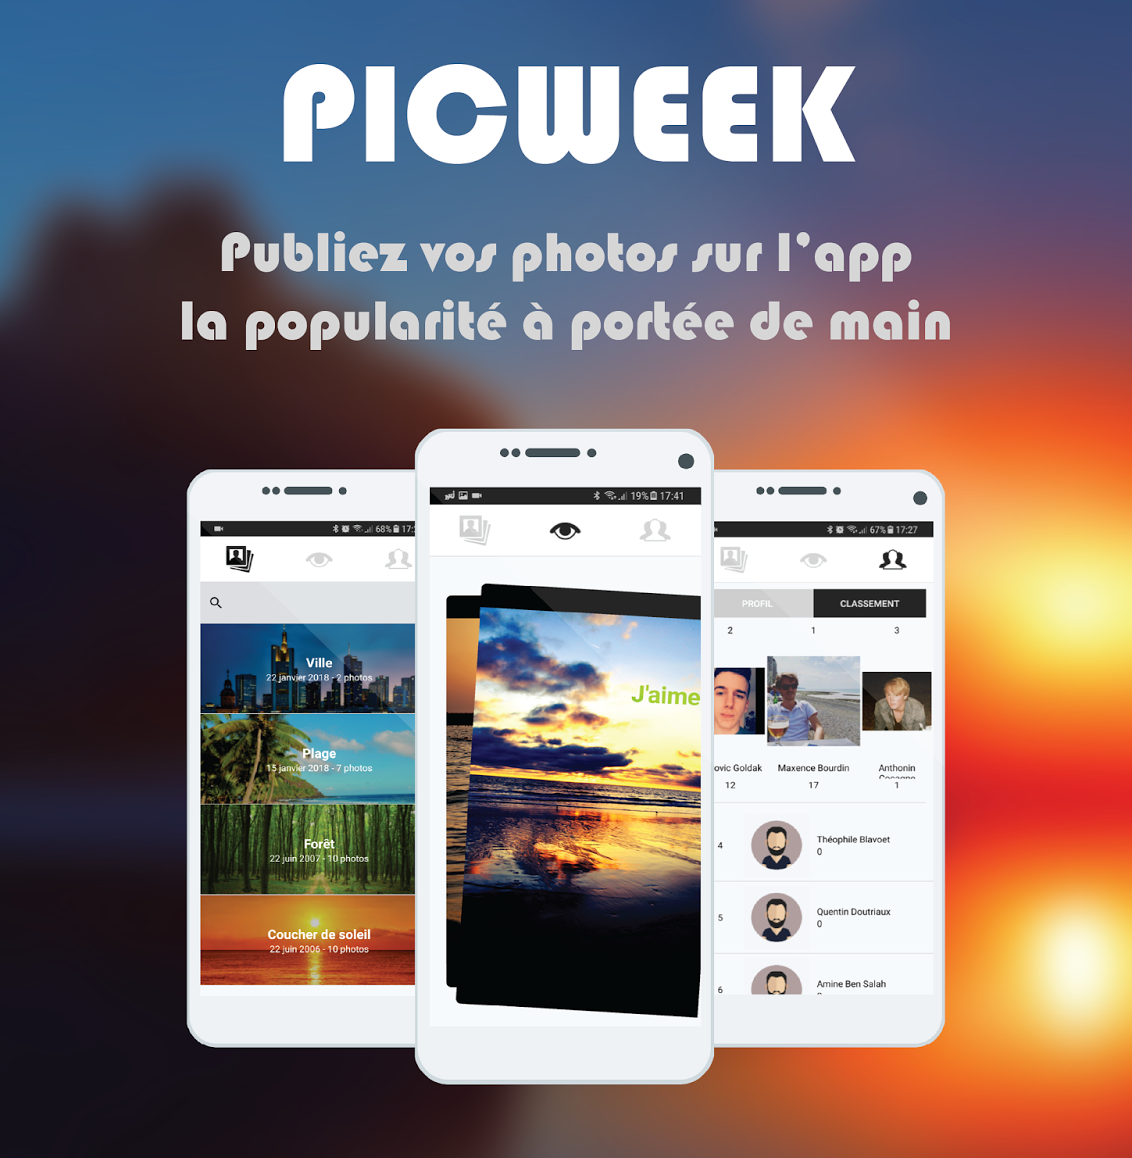 PICWEEK
Publiez vos photos sur l'app
la popularité à portée de main
68% 17:
Ville
22 janvier 2018 - 2 photos
Plage
15 janvier 2018 - 7 photos
Forêt
22 juin 2007 - 10 photos
Coucher de soleil
22 juin 2006 - 10 photos
19% 17:41
J'aime
67% 17:27
PROFIL CLASSEMENT
2 1 3
ovic Goldak Maxence Bourdin Anthonin
12 17 1
4 Théophile Blavoet
0
5 Quentin Doutriaux
0
6 Amine Ben Salah